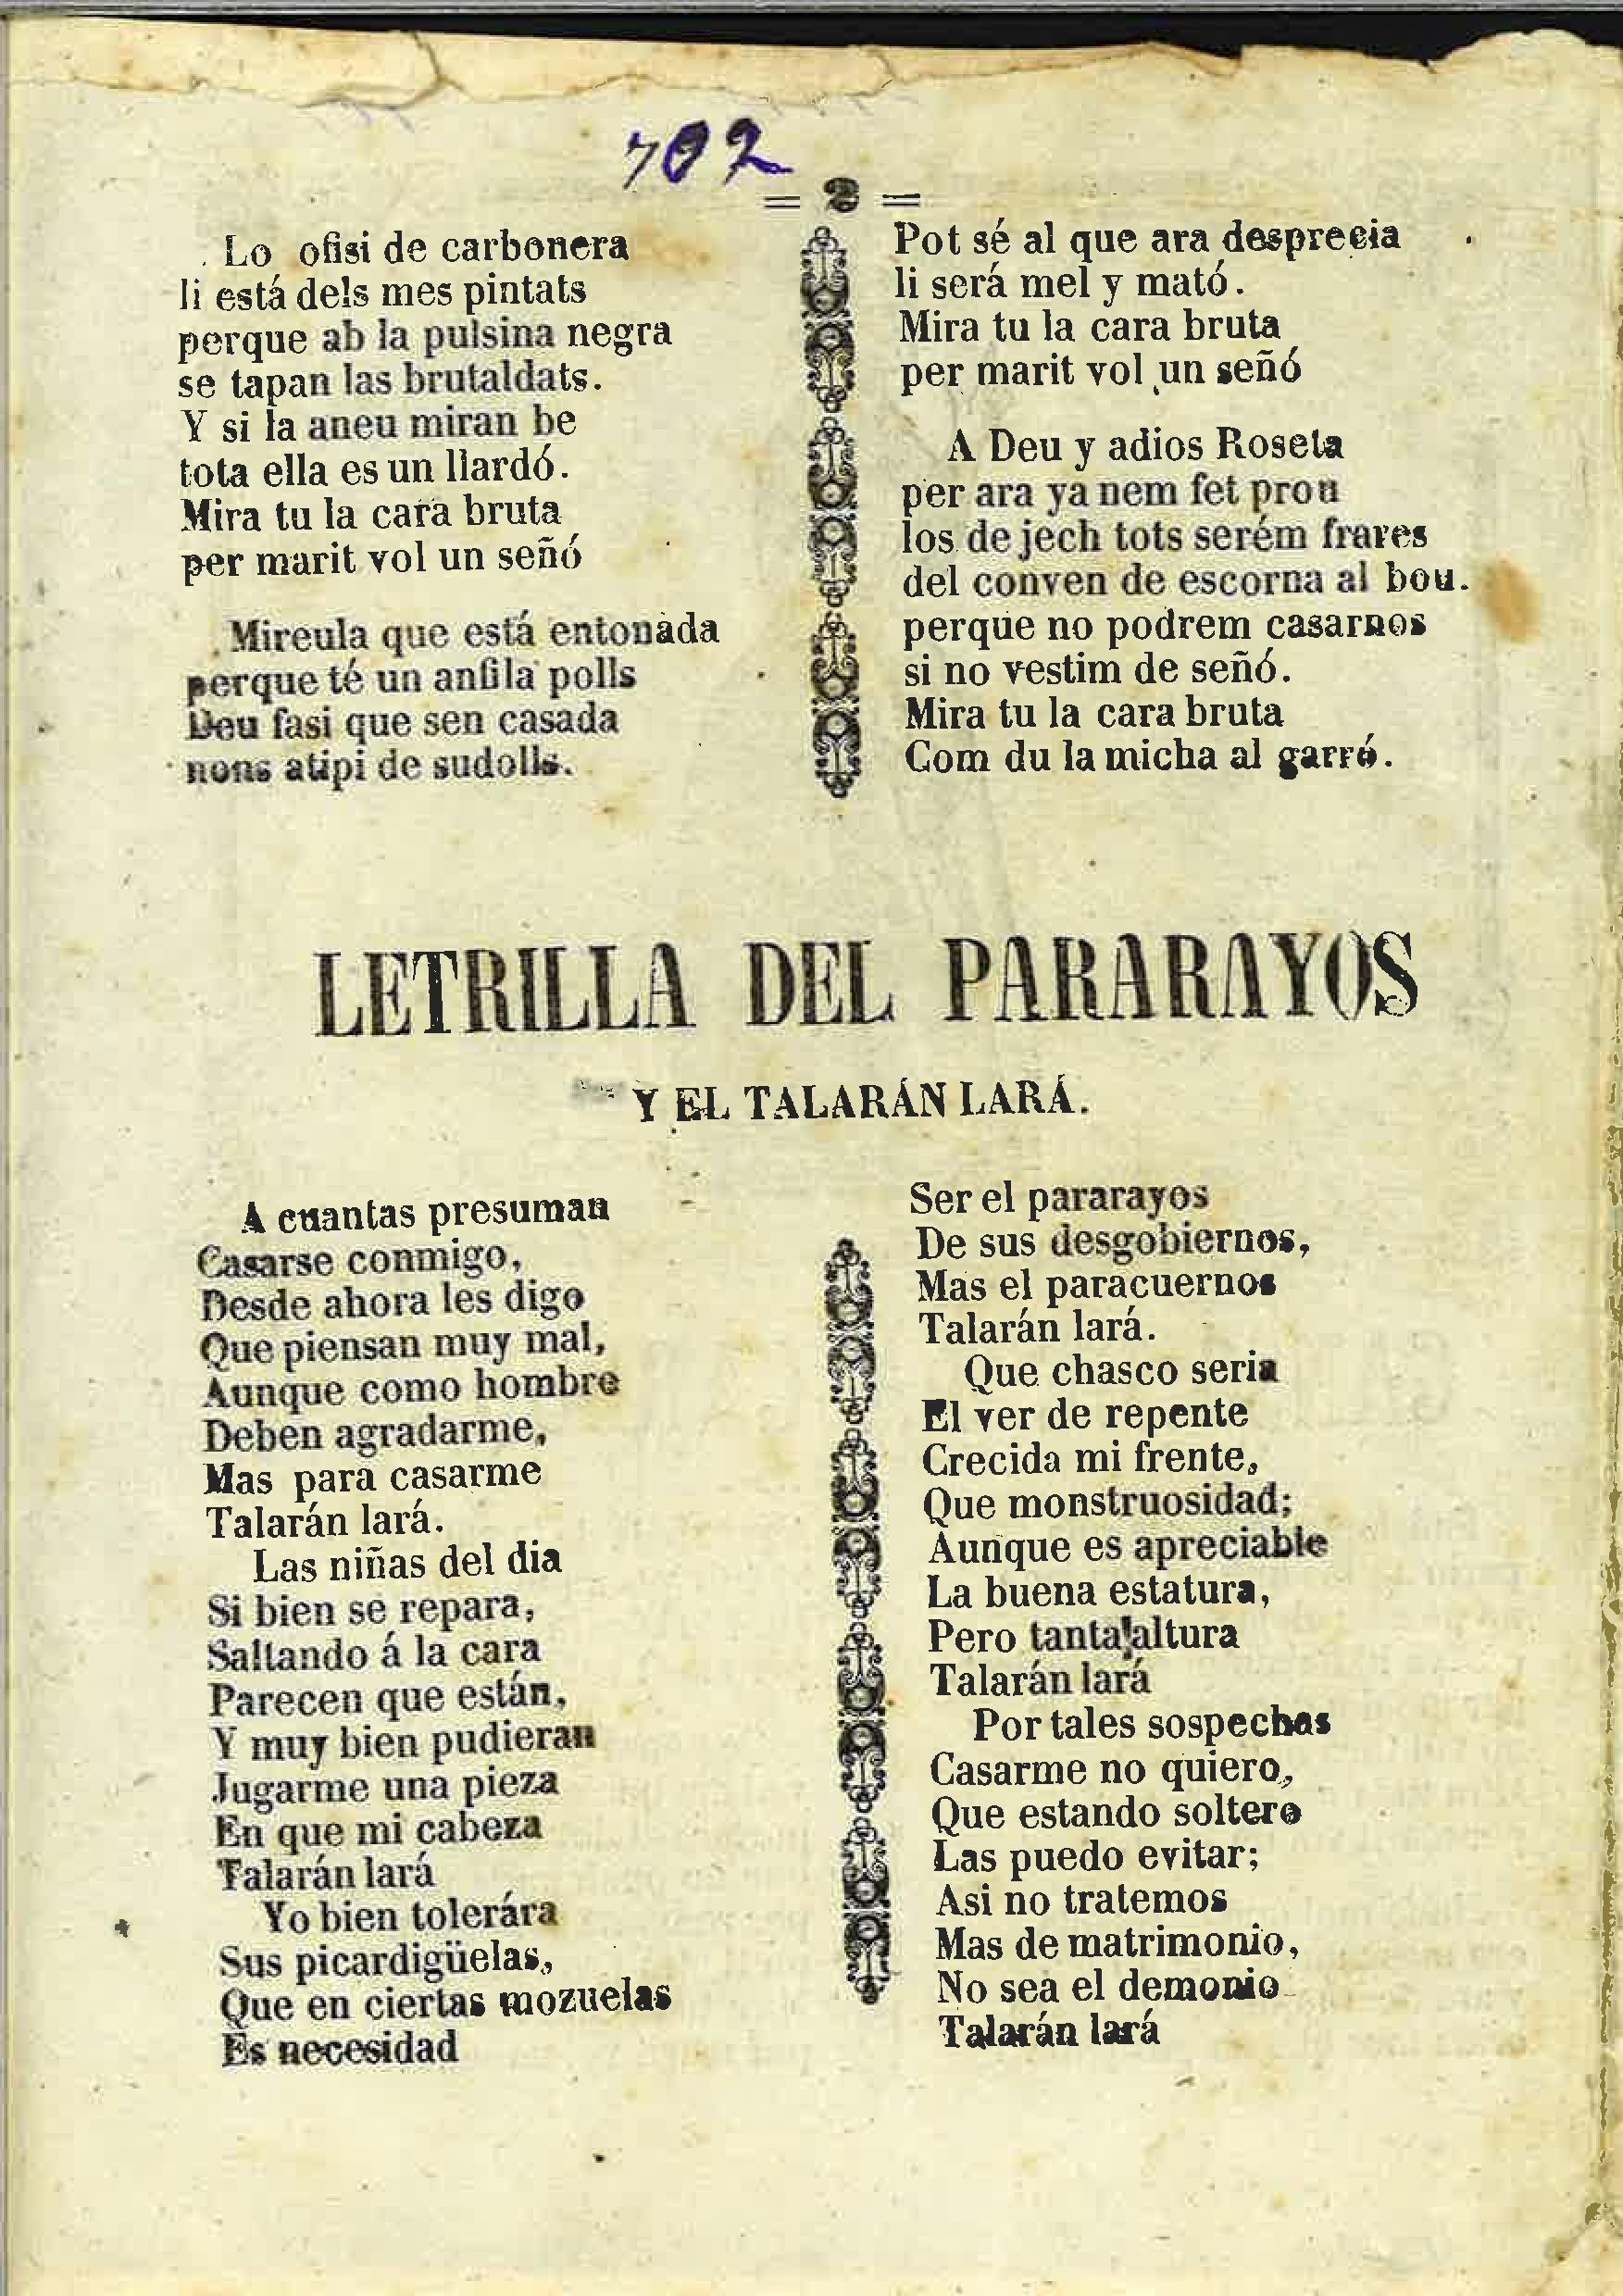 702
= 2 =
Lo ofisi de carbonera
li está dels mes pintats
perque ab la pulsina negra
se tapan las brutaldats.
Y si la aneu miran be
tota ella es un llardó.
Mira tu la cara bruta
per marit vol un señó
Mireula que está entonada
perque té un anfila polls
Deu fasi que sen casada
nons atipi de sudolls.
Pot sé al que ara desprecia
li será mel y mató.
Mira tu la cara bruta
per marit vol un señó
A Deu y adios Roseta
per ara ya nem fet prou
los de jech tots serém frares
del conven de escorna al bou.
perque no podrem casarnos
si no vestim de señó.
Mira tu la cara bruta
Com du la micha al garró.
LETRILLA DEL PARARAYOS
Y EL TALARÁN LARÁ.
A cuantas presuman
Casarse conmigo,
Desde ahora les digo
Que piensan muy mal,
Aunque como hombre
Deben agradarme,
Mas para casarme
Talarán lará.
Las niñas del dia
Si bien se repara,
Saltando á la cara
Parecen que están,
Y muy bien pudieran
Jugarme una pieza
En que mi cabeza
Talarán lará
Yo bien tolerára
Sus picardigüelas,
Que en ciertas mozuelas
Es necesidad
Ser el pararayos
De sus desgobiernos,
Mas el paracuernos
Talarán lará.
Que chasco seria
El ver de repente
Crecida mi frente,
Que monstruosidad;
Aunque es apreciable
La buena estatura,
Pero tanta altura
Talarán lará
Por tales sospechas
Casarme no quiero,
Que estando soltero
Las puedo evitar;
Asi no tratemos
Mas de matrimonio,
No sea el demonio
Talarán lará